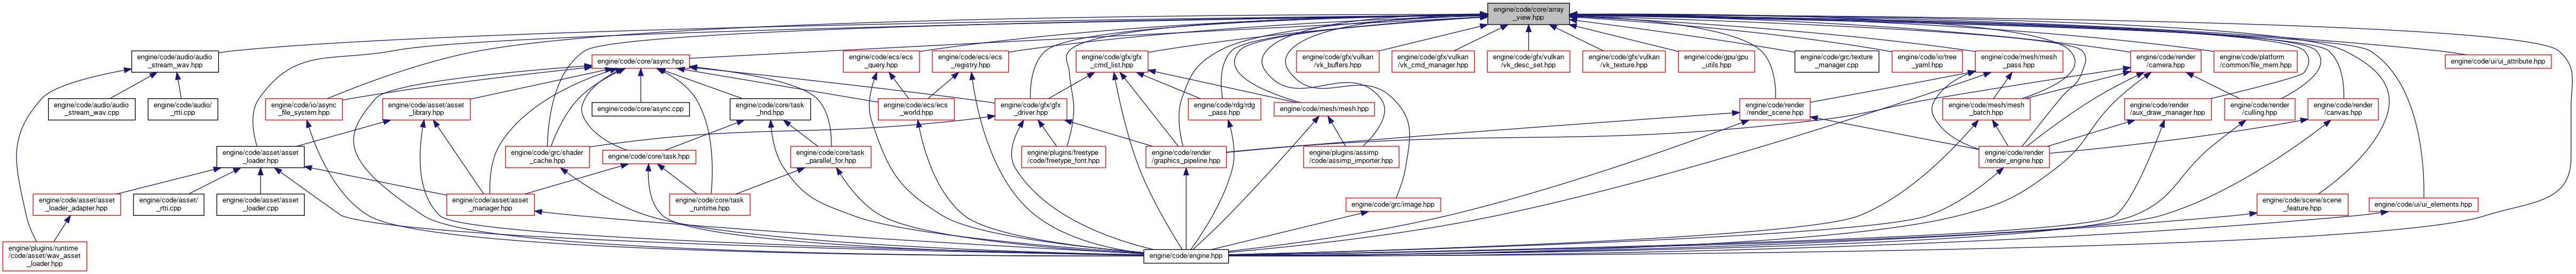 engine/code/core/array
_view.hpp
engine/code/audio/audio
_stream_wav.hpp
engine/code/core/async.hpp
engine/code/ecs/ecs
_query.hpp
engine/code/ecs/ecs
_registry.hpp
engine/code/gfx/gfx
_cmd_list.hpp
engine/code/gfx/vulkan
/vk_buffers.hpp
engine/code/gfx/vulkan
/vk_cmd_manager.hpp
engine/code/gfx/vulkan
/vk_desc_set.hpp
engine/code/gfx/vulkan
/vk_texture.hpp
engine/code/gpu/gpu
_utils.hpp
engine/code/grc/texture
_manager.cpp
engine/code/io/tree
_yaml.hpp
engine/code/mesh/mesh
_pass.hpp
engine/code/render
/camera.hpp
engine/code/platform
/common/file_mem.hpp
engine/code/ui/ui_attribute.hpp
engine/code/audio/audio
_stream_wav.cpp
engine/code/audio/
_rtti.cpp
engine/code/io/async
_file_system.hpp
engine/code/asset/asset
_library.hpp
engine/code/core/async.cpp
engine/code/core/task
_hnd.hpp
engine/code/ecs/ecs
_world.hpp
engine/code/gfx/gfx
_driver.hpp
engine/code/rdg/rdg
_pass.hpp
engine/code/mesh/mesh.hpp
engine/code/render
/render_scene.hpp
engine/code/mesh/mesh
_batch.hpp
engine/code/render
/aux_draw_manager.hpp
engine/code/render
/culling.hpp
engine/code/render
/canvas.hpp
engine/code/asset/asset
_loader.hpp
engine/code/grc/shader
_cache.hpp
engine/code/core/task.hpp
engine/code/core/task
_parallel_for.hpp
engine/plugins/freetype
/code/freetype_font.hpp
engine/code/render
/graphics_pipeline.hpp
engine/plugins/assimp
/code/assimp_importer.hpp
engine/code/render
/render_engine.hpp
engine/code/asset/asset
_loader_adapter.hpp
engine/code/asset/
_rtti.cpp
engine/code/asset/asset
_loader.cpp
engine/code/asset/asset
_manager.hpp
engine/code/core/task
_runtime.hpp
engine/code/grc/image.hpp
engine/code/scene/scene
_feature.hpp
engine/code/ui/ui_elements.hpp
engine/plugins/runtime
/code/asset/wav_asset
_loader.hpp
engine/code/engine.hpp